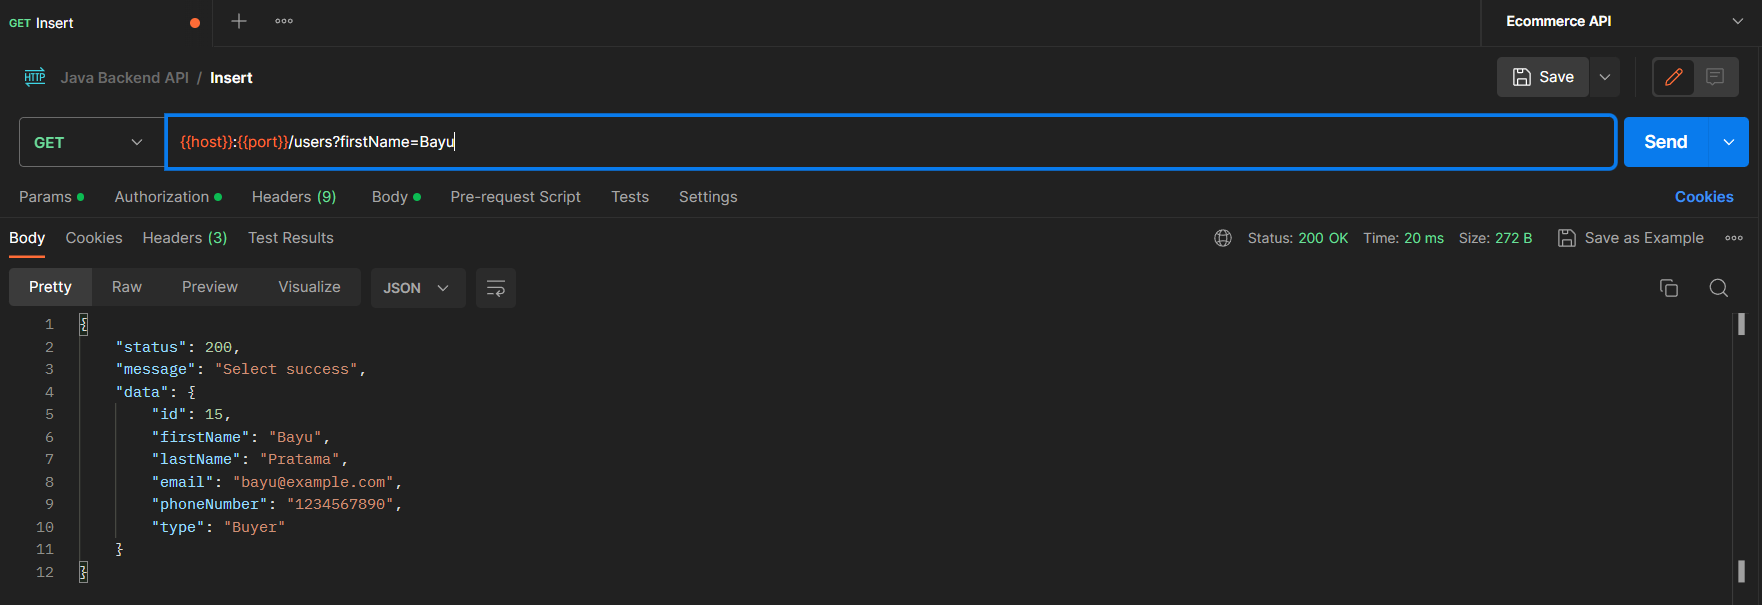 GET Insert
Ecommerce API
HTTP Java Backend API / Insert
Save
GET
{{host}}:{{port}}/users?firstName=Bayu
Send
Params Authorization Headers (9) Body Pre-request Script Tests Settings
Cookies
Body Cookies Headers (3) Test Results
Status: 200 OK Time: 20 ms Size: 272 B Save as Example
Pretty Raw Preview Visualize JSON
1 {
2 "status": 200,
3 "message": "Select success",
4 "data": {
5 "id": 15,
6 "firstName": "Bayu",
7 "lastName": "Pratama",
8 "email": "bayu@example.com",
9 "phoneNumber": "1234567890",
10 "type": "Buyer"
11 }
12 }